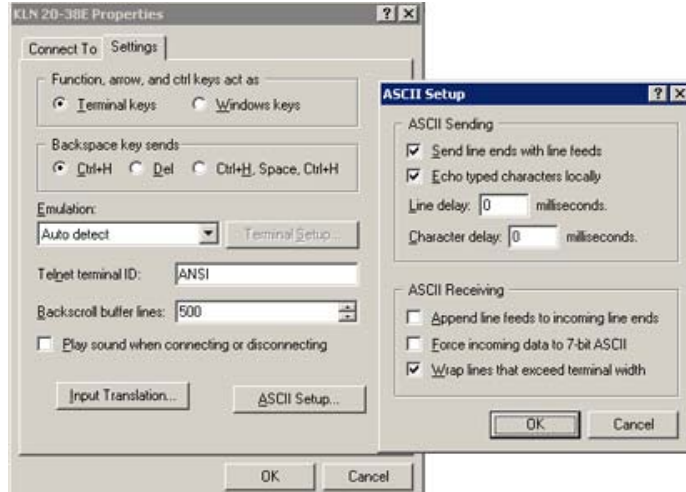 KLN 20-38E Properties
Connect To Settings
Function, arrow, and ctrl keys act as
Terminal keys Windows keys
Backspace key sends
Ctrl+H Del Ctrl+H, Space, Ctrl+H
Emulation:
Auto detect Terminal Setup...
Telnet terminal ID: ANSI
Backscroll buffer lines: 500
Play sound when connecting or disconnecting
Input Translation... ASCII Setup...
OK Cancel
ASCII Setup
ASCII Sending
Send line ends with line feeds
Echo typed characters locally
Line delay: 0 milliseconds.
Character delay: 0 milliseconds.
ASCII Receiving
Append line feeds to incoming line ends
Force incoming data to 7-bit ASCII
Wrap lines that exceed terminal width
OK Cancel